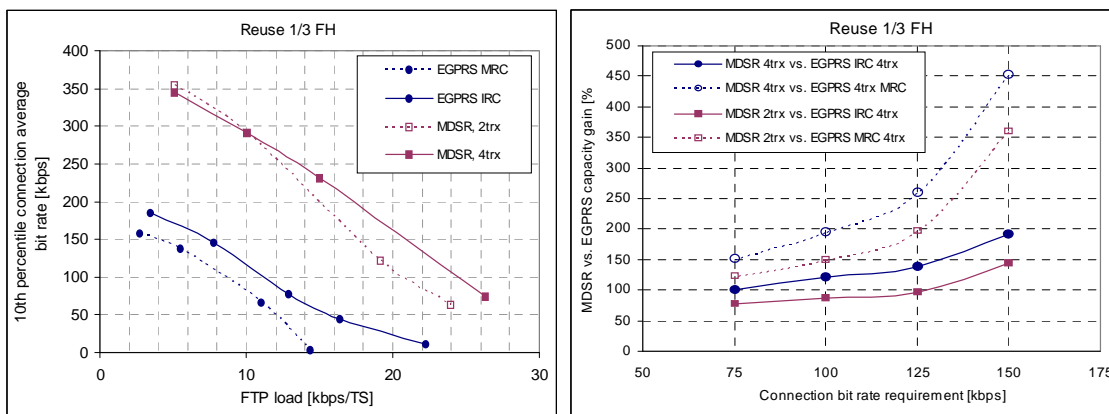 Reuse 1/3 FH
400
350
300
250
200
150
100
50
0
0 10 20 30
10th percentile connection average
bit rate [kbps]
FTP load [kbps/TS]
EGPRS MRC
EGPRS IRC
MDSR, 2trx
MDSR, 4trx
Reuse 1/3 FH
500
450
400
350
300
250
200
150
100
50
0
50 75 100 125 150 175
MDSR vs. EGPRS capacity gain [%
Connection bit rate requirement [kbps]
MDSR 4trx vs. EGPRS IRC 4trx
MDSR 4trx vs. EGPRS 4trx MRC
MDSR 2trx vs. EGPRS IRC 4trx
MDSR 2trx vs. EGPRS MRC 4trx